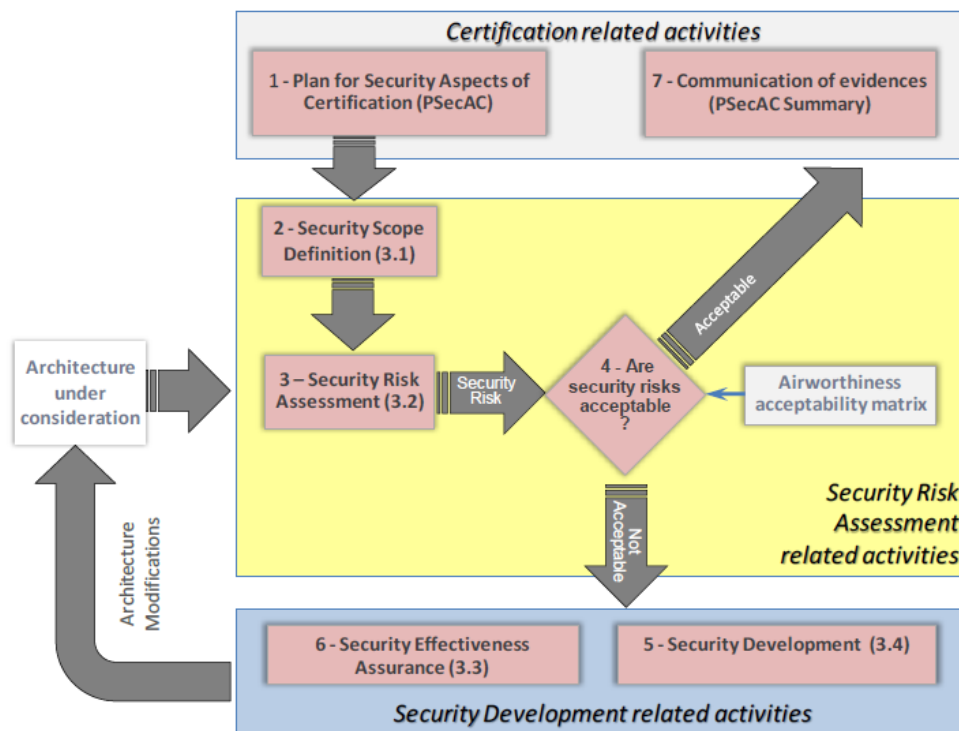 Certification related activities
1 - Plan for Security Aspects of
Certification (PSecAC)
7 - Communication of evidences
(PSecAC Summary)
2 - Security Scope
Definition (3.1)
Acceptable
Architecture
under
consideration
3 – Security Risk
Assessment (3.2)
Security
Risk
4 - Are
security risks
acceptable
?
Airworthiness
acceptability matrix
Security Risk
Assessment
related activities
Not
Acceptable
Architecture
Modifications
6 - Security Effectiveness
Assurance (3.3)
5 - Security Development (3.4)
Security Development related activities